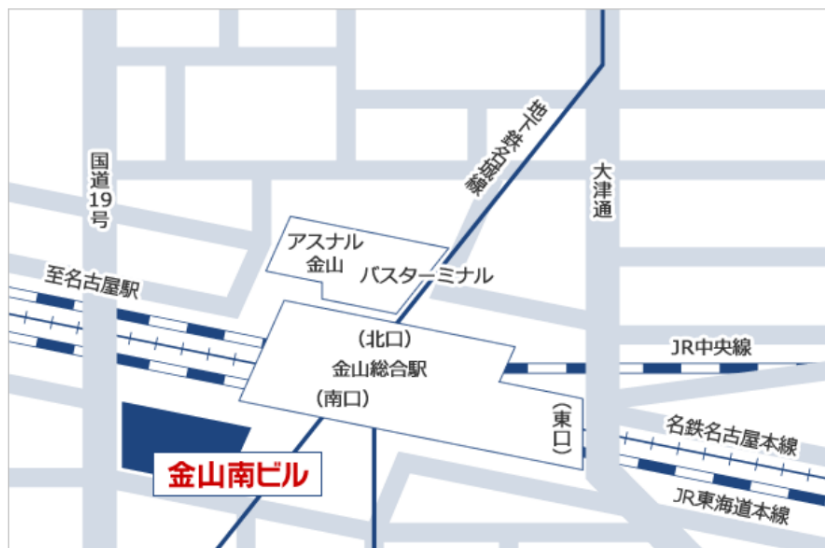 地下鉄名城線
国道19号
大津通
アスナル
金山
バスターミナル
至名古屋駅
(北口)
金山総合駅
(南口)
(東口)
JR中央線
名鉄名古屋本線
JR東海道本線
金山南ビル